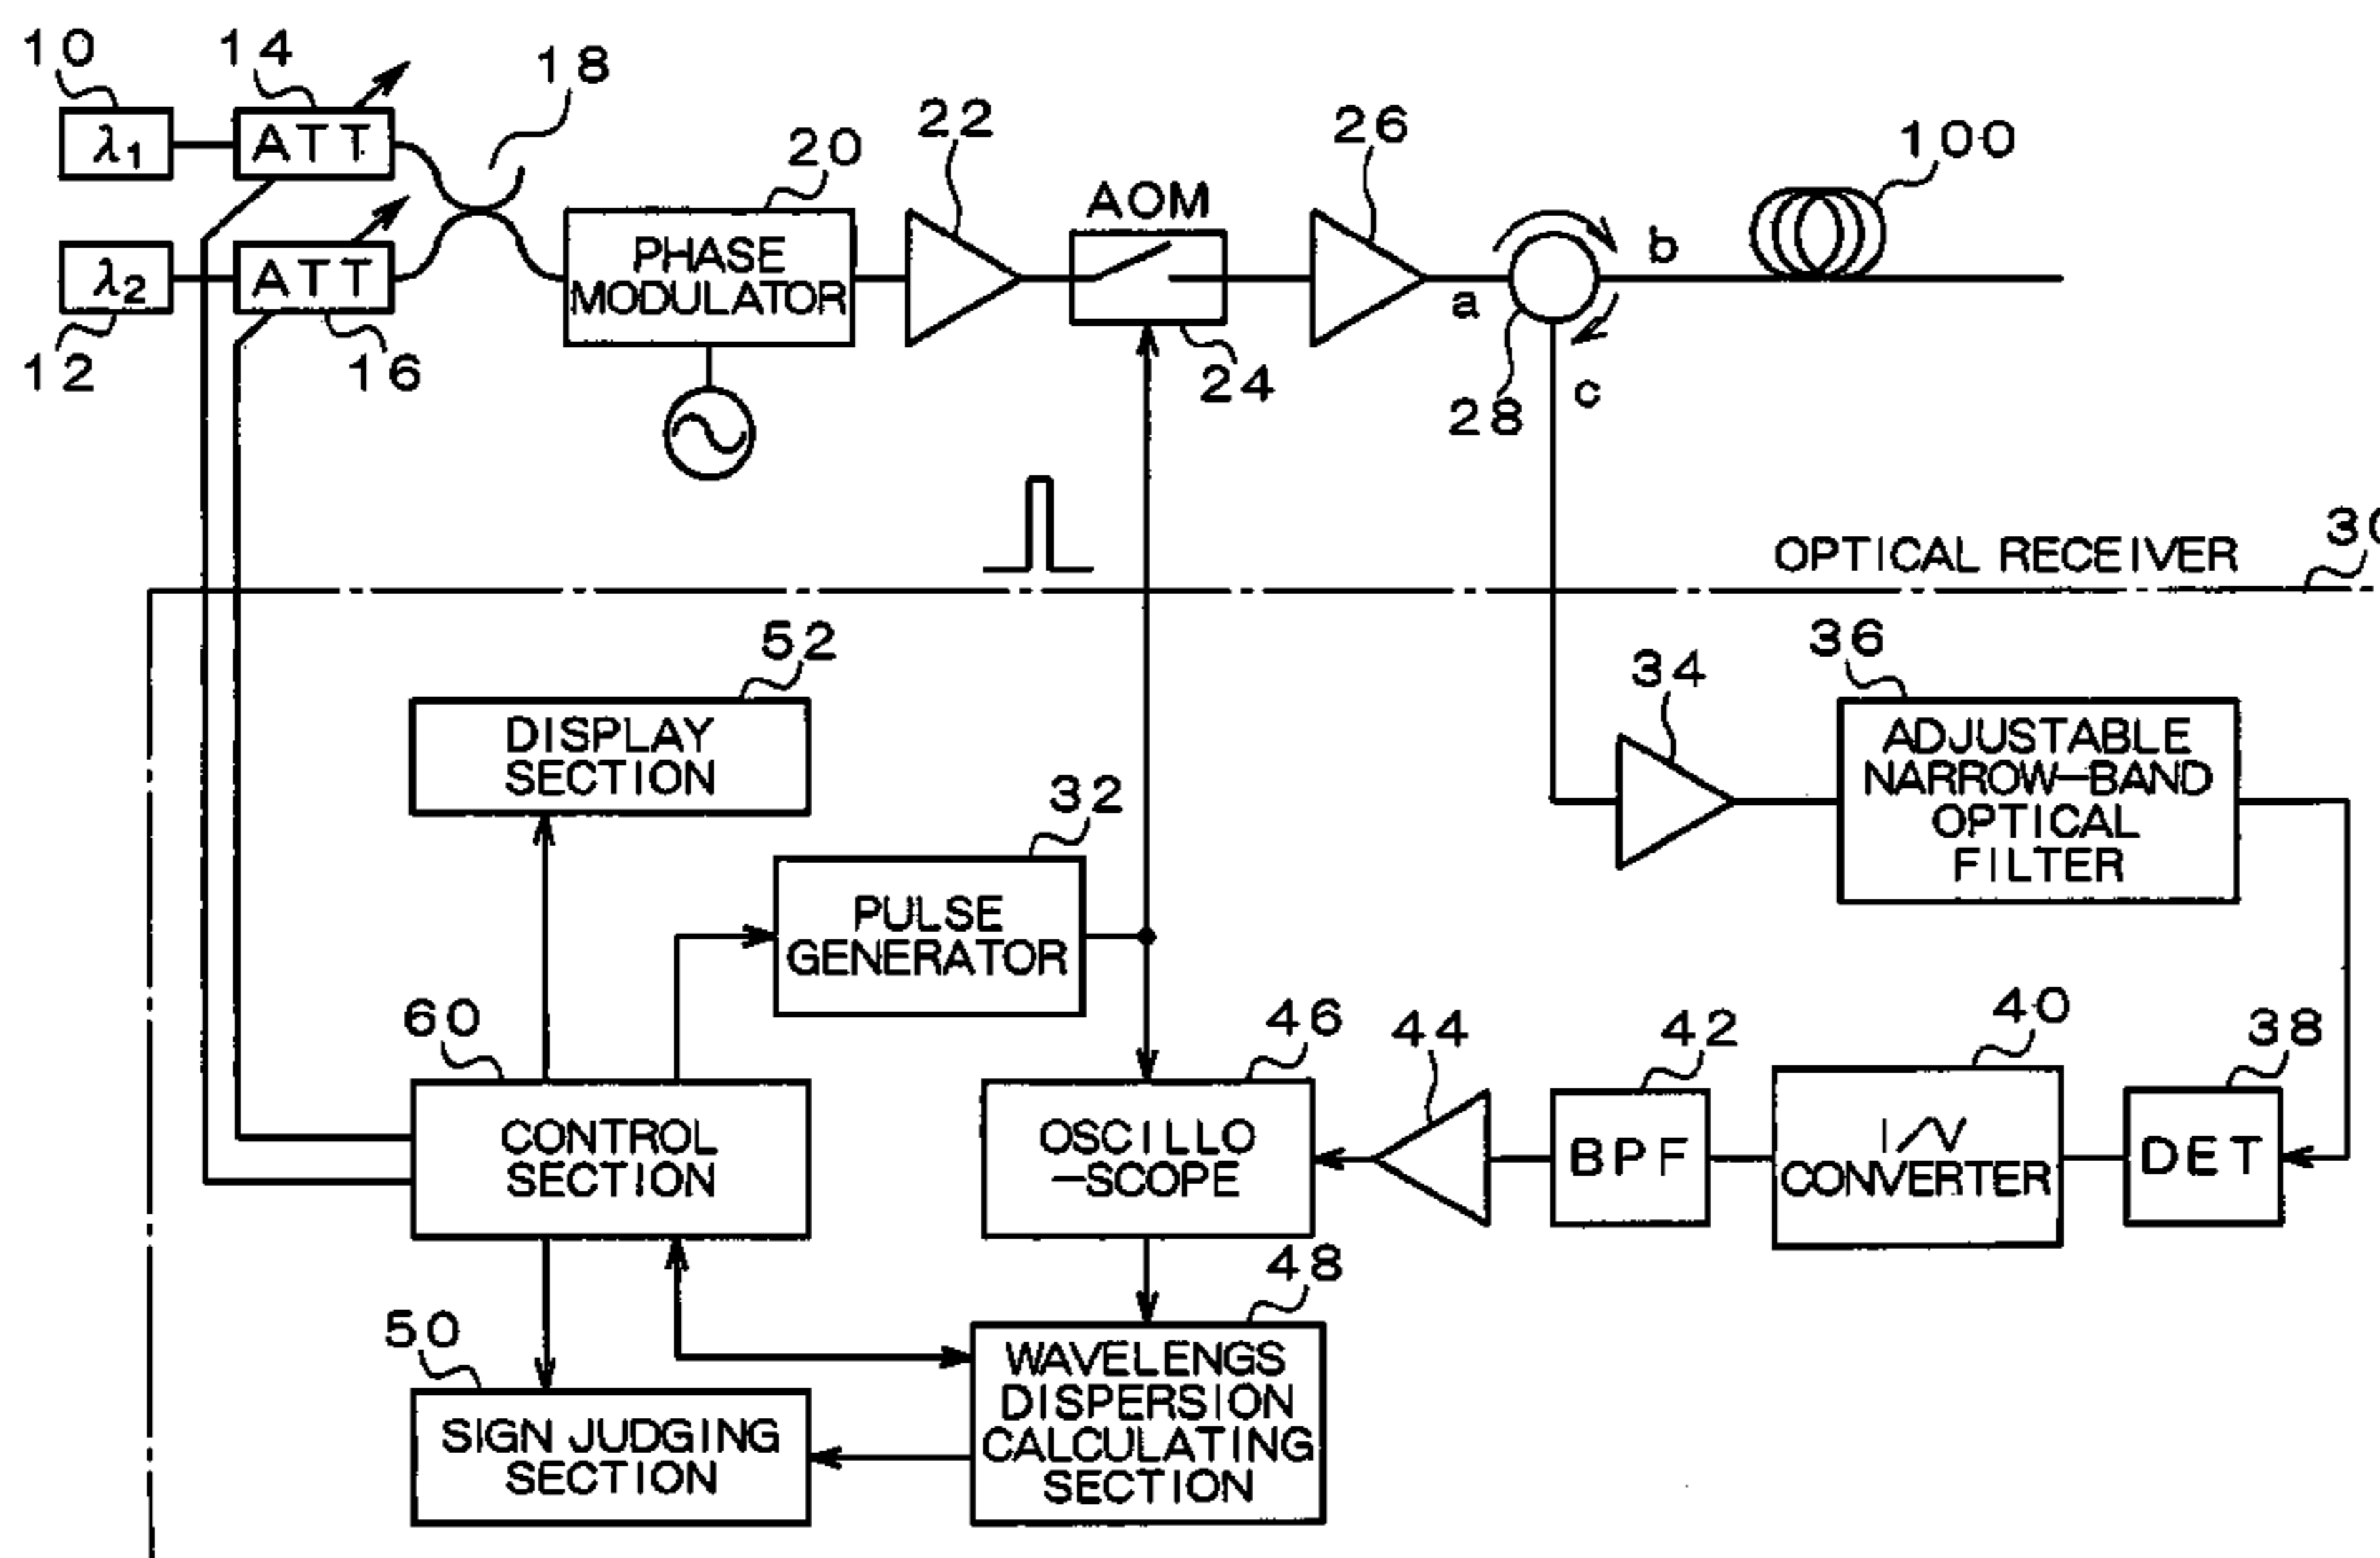 10
14
18
λ1
ATT
20
22
26
100
AOM
PHASE
MODULATOR
λ2
ATT
b
a
12
16
24
28
c
OPTICAL RECEIVER
52
34
36
DISPLAY
SECTION
ADJUSTABLE
NARROW-BAND
OPTICAL
FILTER
32
PULSE
GENERATOR
60
46
44
42
40
38
CONTROL
SECTION
OSCILLO
-SCOPE
BPF
I/V
CONVERTER
DET
48
50
WAVELENGS
DISPERSION
CALCULATING
SECTION
SIGN JUDGING
SECTION